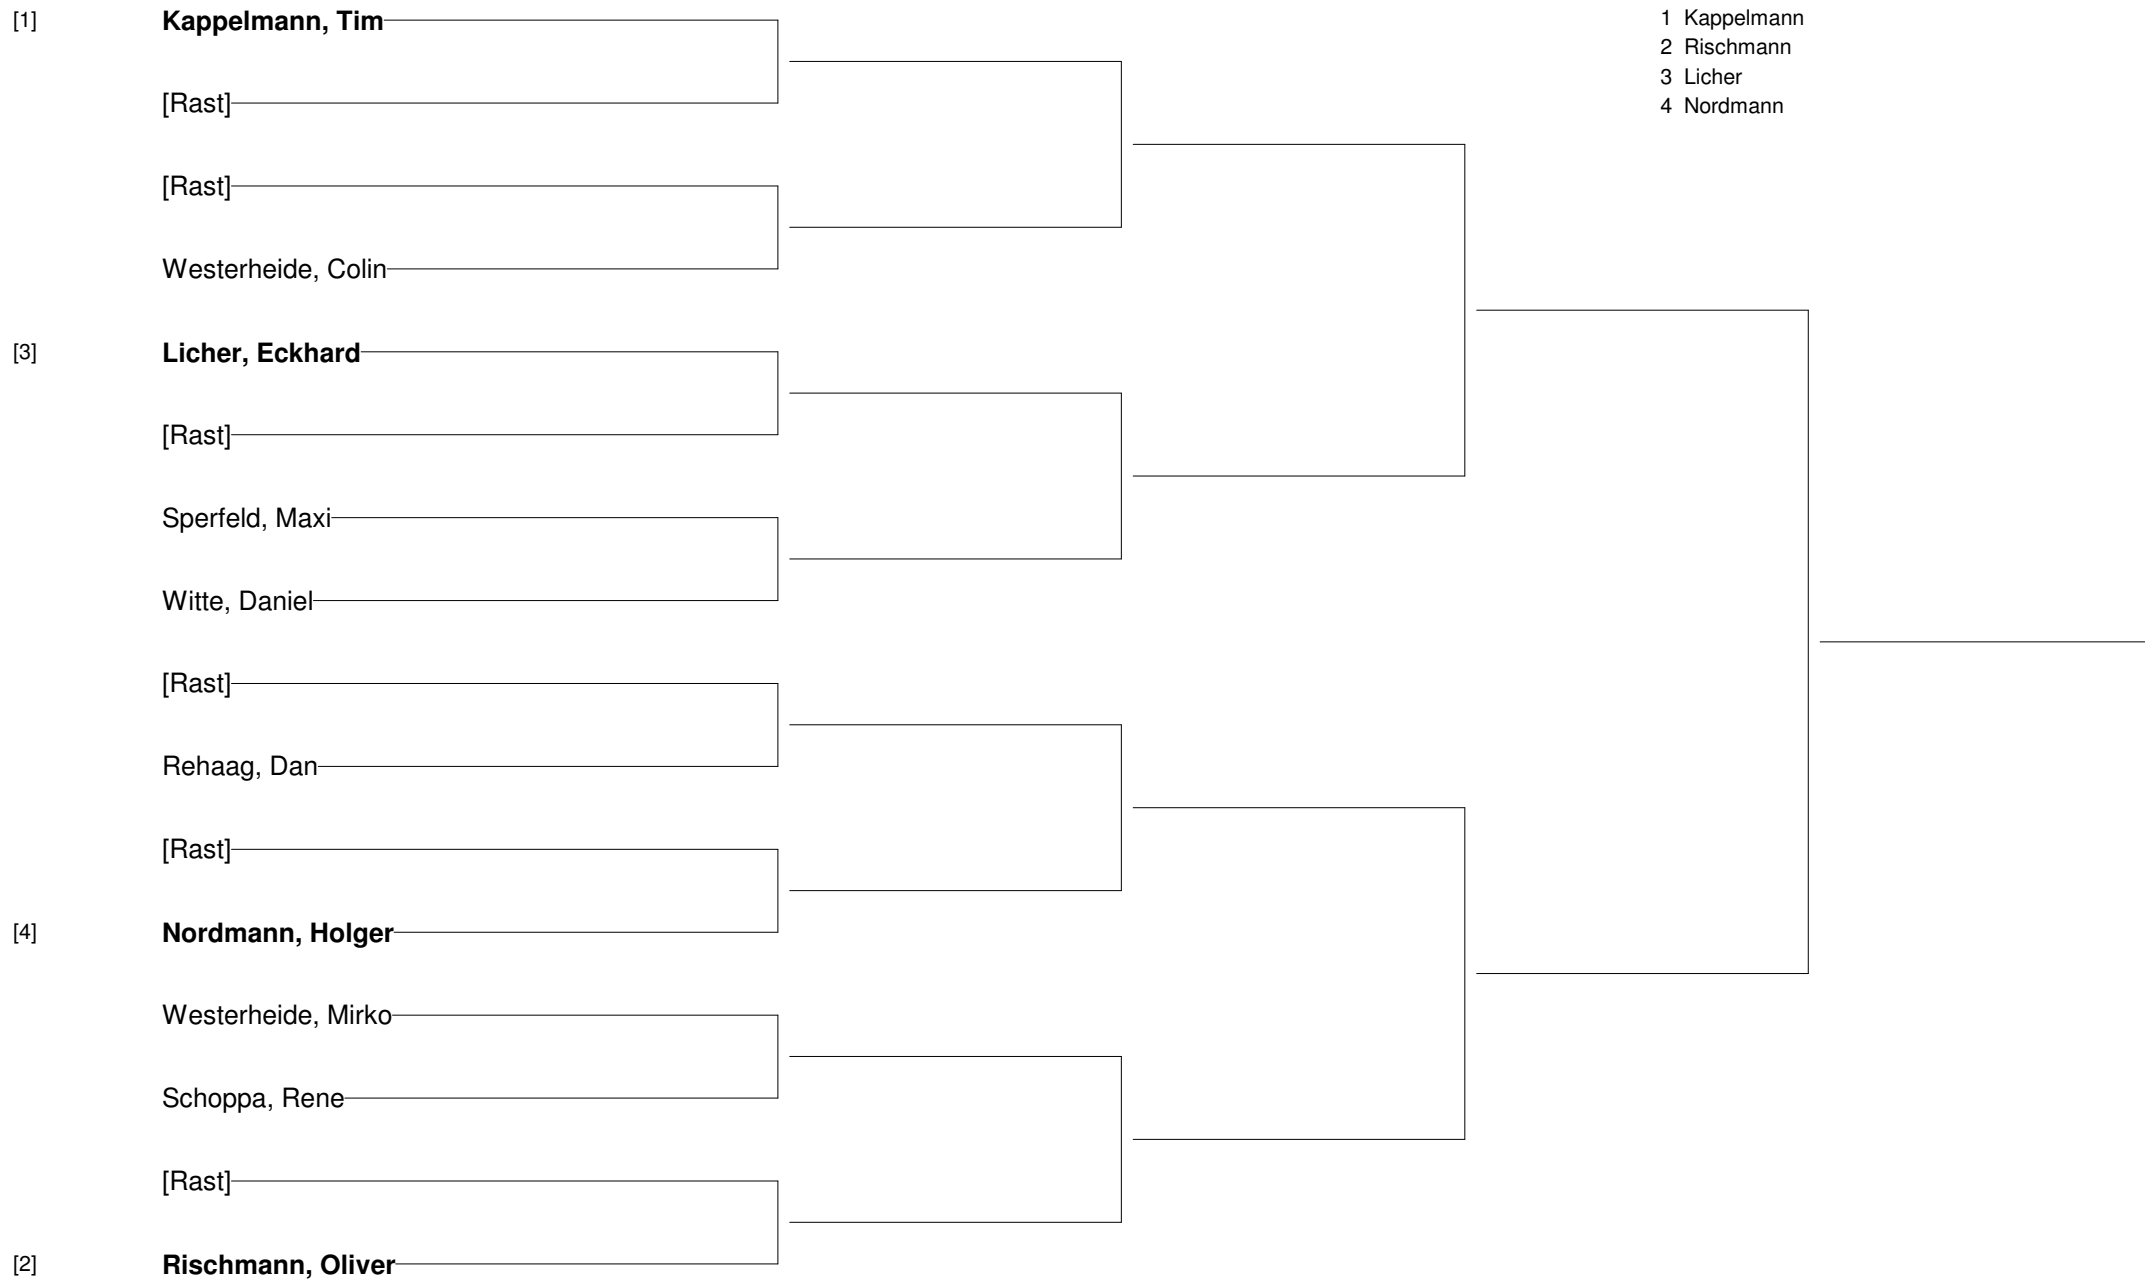 [1] Kappelmann, Tim
1 Kappelmann
2 Rischmann
3 Licher
4 Nordmann
[Rast]
[Rast]
Westerheide, Colin
[3] Licher, Eckhard
[Rast]
Sperfeld, Maxi
Witte, Daniel
[Rast]
Rehaag, Dan
[Rast]
[4] Nordmann, Holger
Westerheide, Mirko
Schoppa, Rene
[Rast]
[2] Rischmann, Oliver